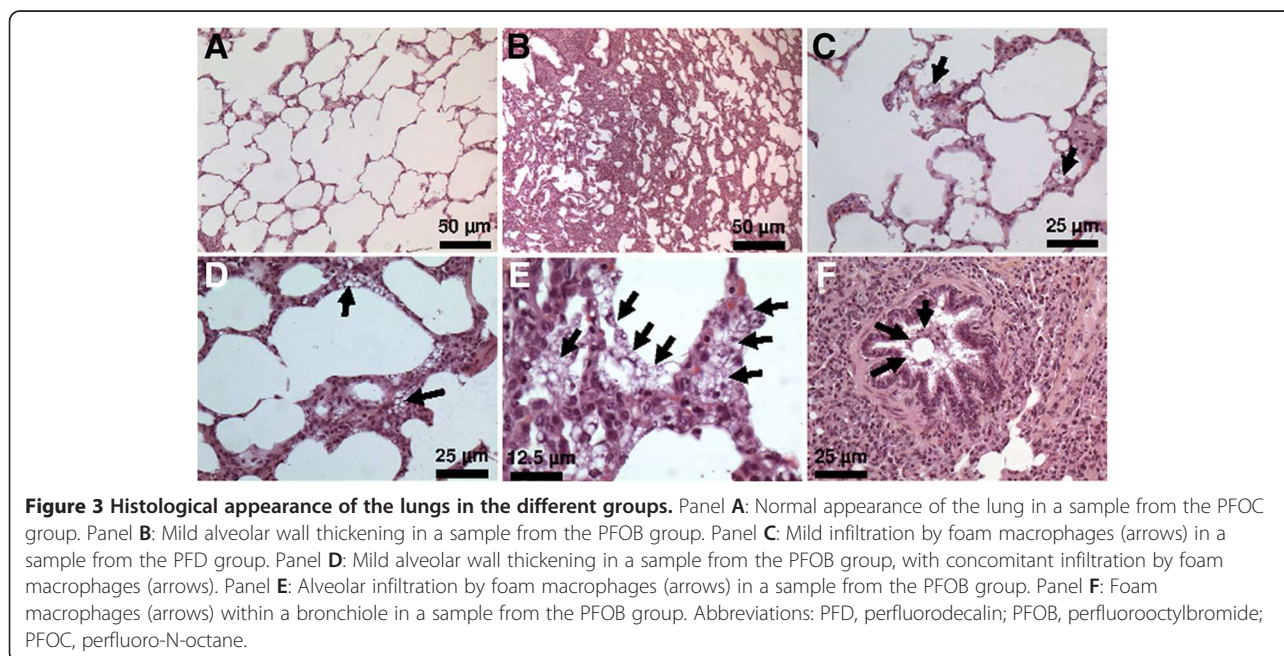 A
B
C
50 µm
50 µm
25 µm
D
E
F
25 µm
12.5 µm
25 µm
Figure 3 Histological appearance of the lungs in the different groups. Panel A: Normal appearance of the lung in a sample from the PFOC
group. Panel B: Mild alveolar wall thickening in a sample from the PFOB group. Panel C: Mild infiltration by foam macrophages (arrows) in a
sample from the PFD group. Panel D: Mild alveolar wall thickening in a sample from the PFOB group, with concomitant infiltration by foam
macrophages (arrows). Panel E: Alveolar infiltration by foam macrophages (arrows) in a sample from the PFOB group. Panel F: Foam
macrophages (arrows) within a bronchiole in a sample from the PFOB group. Abbreviations: PFD, perfluorodecalin; PFOB, perfluorooctylbromide;
PFOC, perfluoro-N-octane.